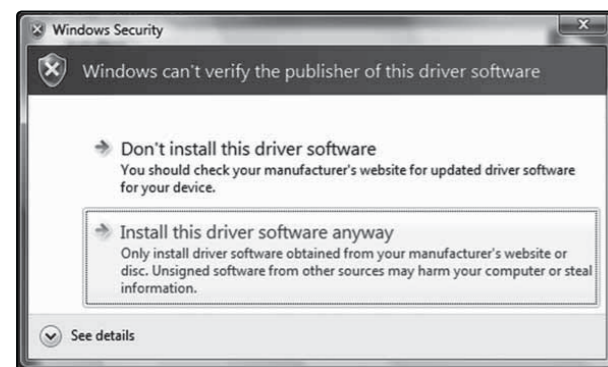 Windows Security
Windows can't verify the publisher of this driver software
Don't install this driver software
You should check your manufacturer's website for updated driver software
for your device.
Install this driver software anyway
Only install driver software obtained from your manufacturer's website or
disc. Unsigned software from other sources may harm your computer or steal
information.
See details